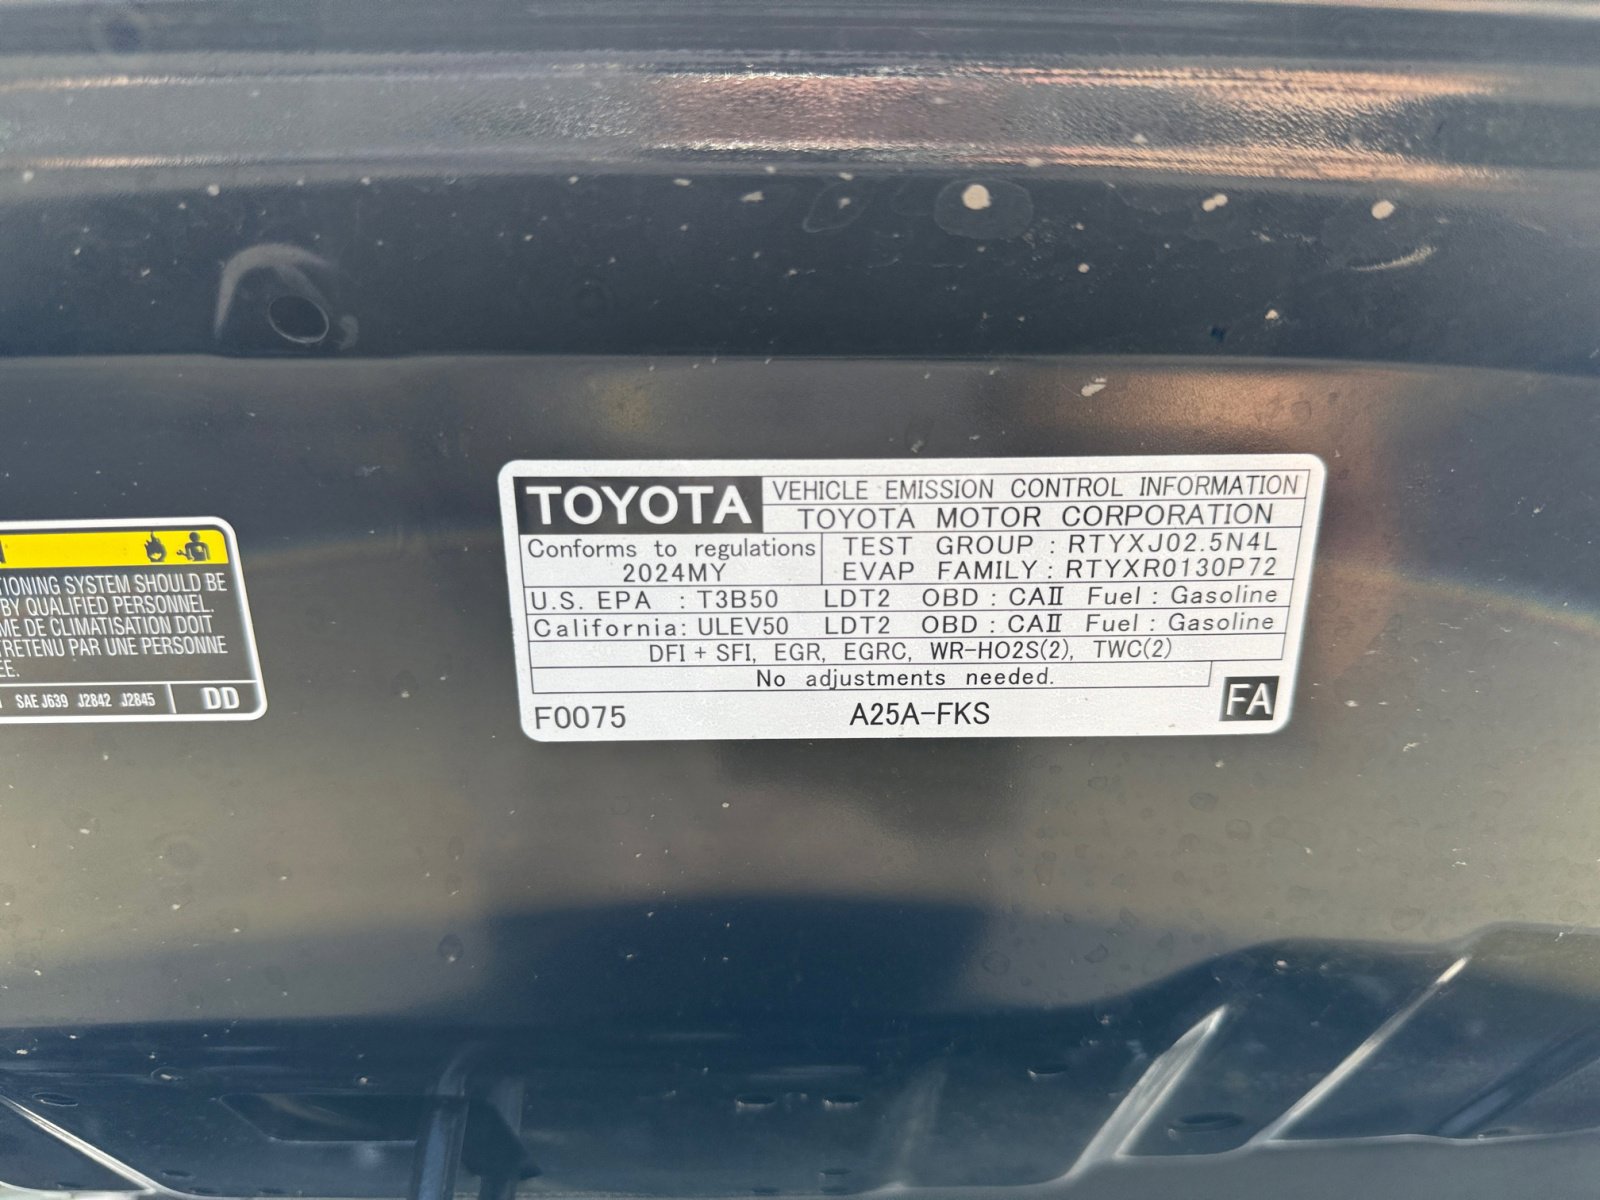 TIONING SYSTEM SHOULD BE
BY QUALIFIED PERSONNEL.
ME DE CLIMATISATION DOIT
TRETENU PAR UNE PERSONNE
ÉE.
SAE J639 J2842 J2845 DD
TOYOTA VEHICLE EMISSION CONTROL INFORMATION
TOYOTA MOTOR CORPORATION
Conforms to regulations TEST GROUP : RTYXJ02.5N4L
2024MY EVAP FAMILY : RTYXR0130P72
U.S. EPA : T3B50 LDT2 OBD : CAⅡ Fuel : Gasoline
California: ULEV50 LDT2 OBD : CAⅡ Fuel : Gasoline
DFI + SFI, EGR, EGRC, WR-HO2S(2), TWC(2)
No adjustments needed.
F0075 A25A-FKS FA